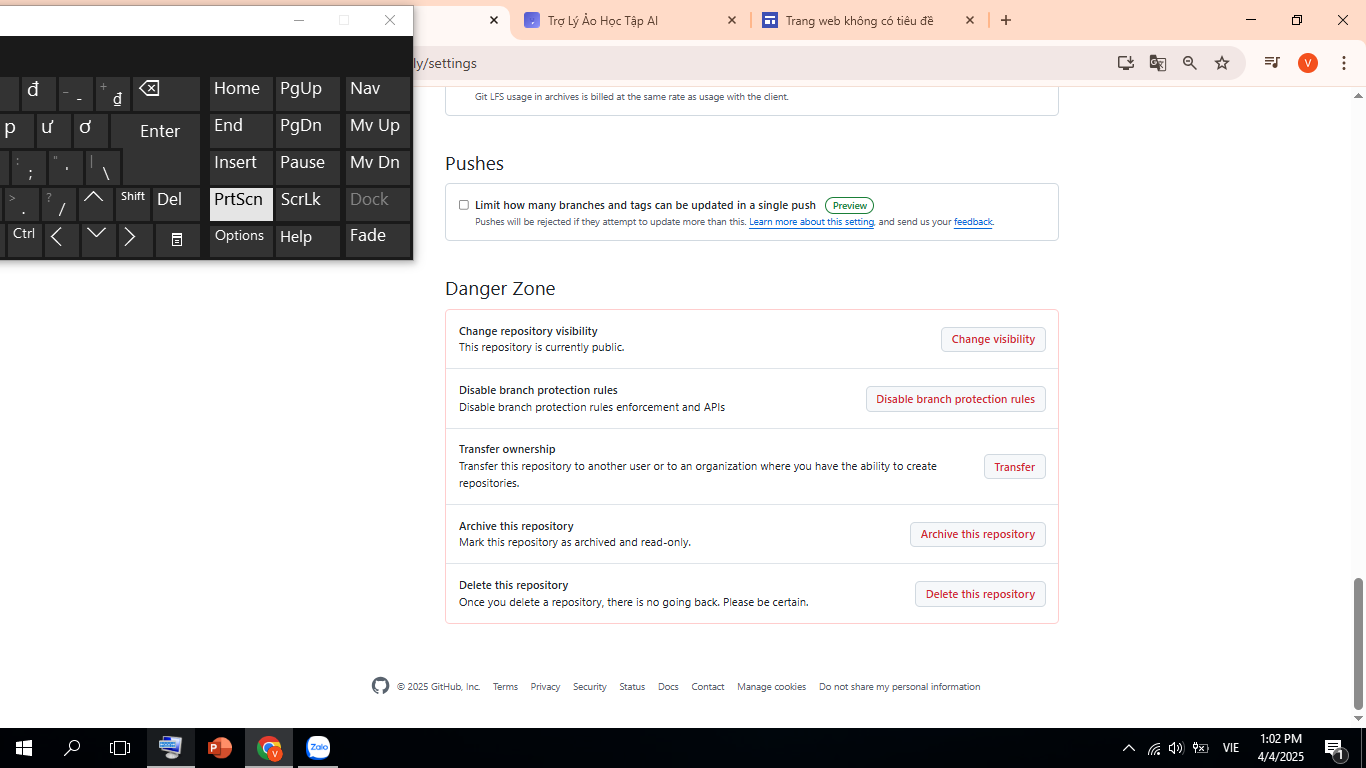 Trợ Lý Ảo Học Tập AI
Trang web không có tiêu đề
ly/settings
V
đ
_ -
+ ₫
Home
PgUp
Nav
p
ư
ơ
Enter
End
PgDn
Mv Up
: ;
" '
| \
Insert
Pause
Mv Dn
> .
? /
Shift
Del
PrtScn
ScrLk
Dock
Ctrl
Options
Help
Fade
Git LFS usage in archives is billed at the same rate as usage with the client.
Pushes
Limit how many branches and tags can be updated in a single push Preview
Pushes will be rejected if they attempt to update more than this. Learn more about this setting, and send us your feedback.
Danger Zone
Change repository visibility
This repository is currently public.
Change visibility
Disable branch protection rules
Disable branch protection rules enforcement and APIs
Disable branch protection rules
Transfer ownership
Transfer this repository to another user or to an organization where you have the ability to create
repositories.
Transfer
Archive this repository
Mark this repository as archived and read-only.
Archive this repository
Delete this repository
Once you delete a repository, there is no going back. Please be certain.
Delete this repository
© 2025 GitHub, Inc. Terms Privacy Security Status Docs Contact Manage cookies Do not share my personal information
P
V
Zalo
VIE
1:02 PM
4/4/2025
1